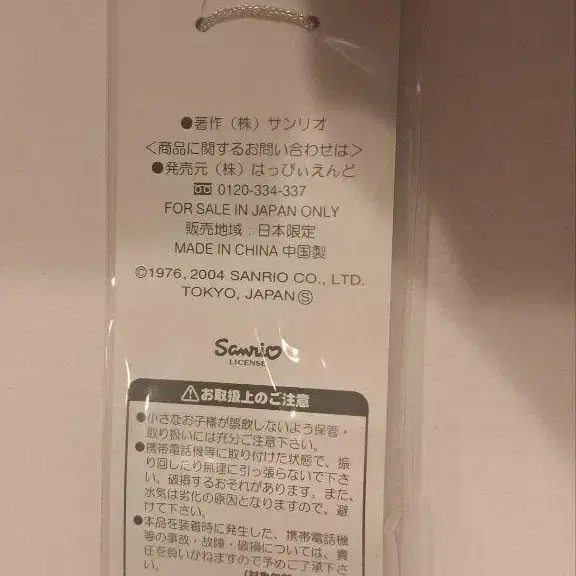 ●著作（株）サンリオ
＜商品に関するお問い合わせは＞
●発売元（株）はっぴぃえんど
0120-334-337
FOR SALE IN JAPAN ONLY
販売地域：日本限定
MADE IN CHINA 中国製
©1976, 2004 SANRIO CO., LTD.
TOKYO, JAPAN Ⓢ
Sanrio
LICENSE
⚠お取扱上のご注意
●小さなお子様が誤飲しないよう保管・
取り扱いには充分ご注意下さい。
●携帯電話機等に取り付けた状態で、振
り回したり無理に引っ張らないで下さ
い。破損するおそれがあります。また、
水気は劣化の原因となりますので、避
けて下さい。
●本品を装着時に発生した、携帯電話機
等の事故・故障・破損については、責
任を負いかねますので予めご了承下さ
い。